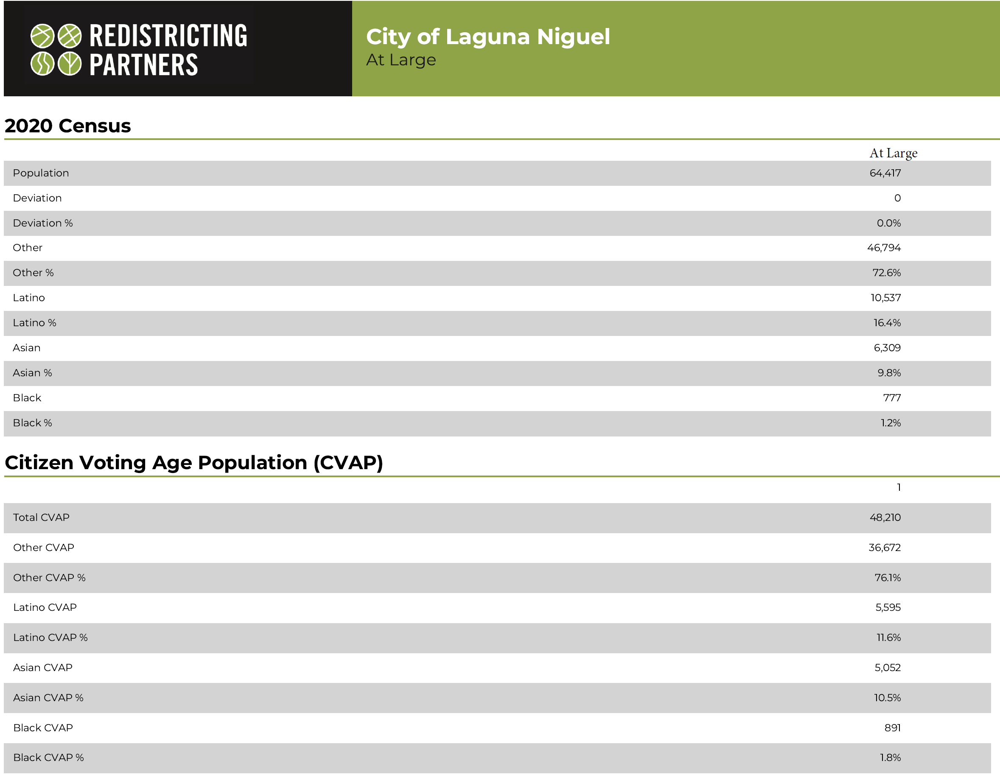 REDISTRICTING
PARTNERS
City of Laguna Niguel
At Large
2020 Census
At Large
Population 64,417
Deviation 0
Deviation % 0.0%
Other 46,794
Other % 72.6%
Latino 10,537
Latino % 16.4%
Asian 6,309
Asian % 9.8%
Black 777
Black % 1.2%
Citizen Voting Age Population (CVAP)
1
Total CVAP 48,210
Other CVAP 36,672
Other CVAP % 76.1%
Latino CVAP 5,595
Latino CVAP % 11.6%
Asian CVAP 5,052
Asian CVAP % 10.5%
Black CVAP 891
Black CVAP % 1.8%